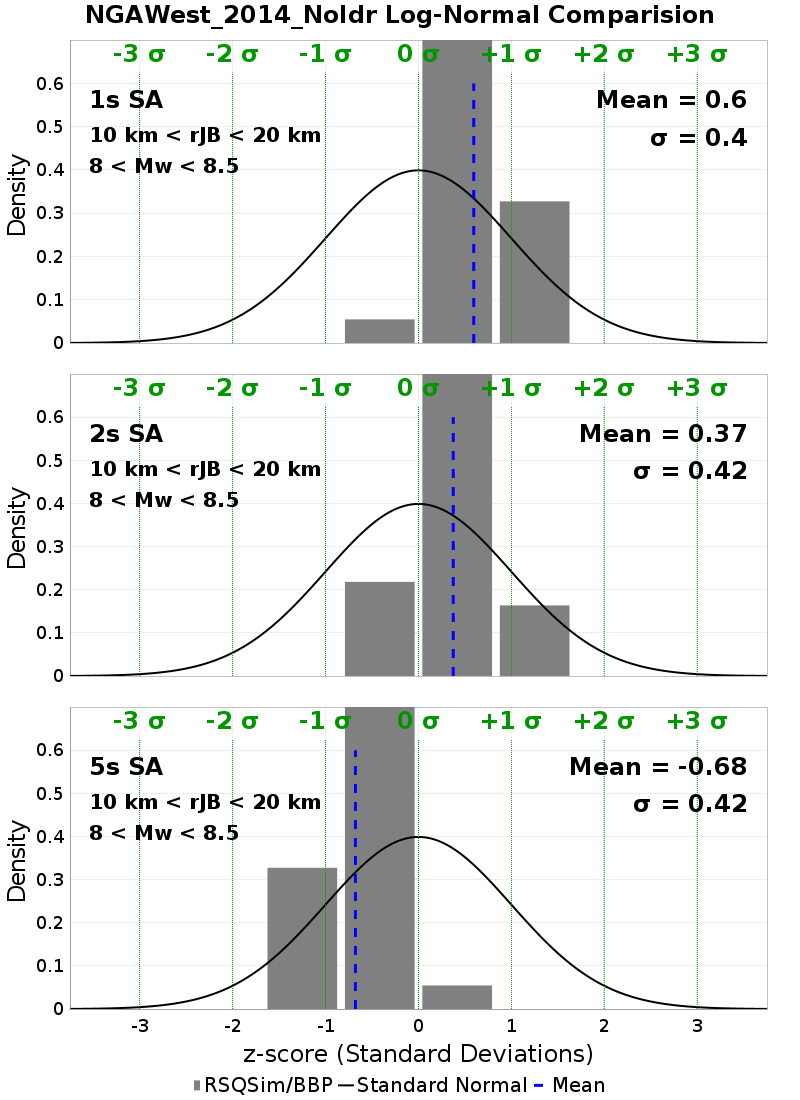 NGAWest_2014_NoIdr Log-Normal Comparision
-3 σ -2 σ -1 σ 0 σ +1 σ +2 σ +3 σ
1s SA
Mean = 0.6
10 km < rJB < 20 km
σ = 0.4
8 < Mw < 8.5
0.6
0.5
0.4
0.3
0.2
0.1
0
Density
-3 σ -2 σ -1 σ 0 σ +1 σ +2 σ +3 σ
2s SA
Mean = 0.37
10 km < rJB < 20 km
σ = 0.42
8 < Mw < 8.5
0.6
0.5
0.4
0.3
0.2
0.1
0
Density
-3 σ -2 σ -1 σ 0 σ +1 σ +2 σ +3 σ
5s SA
Mean = -0.68
10 km < rJB < 20 km
σ = 0.42
8 < Mw < 8.5
0.6
0.5
0.4
0.3
0.2
0.1
0
Density
-3 -2 -1 0 1 2 3
z-score (Standard Deviations)
RSQSim/BBP Standard Normal Mean